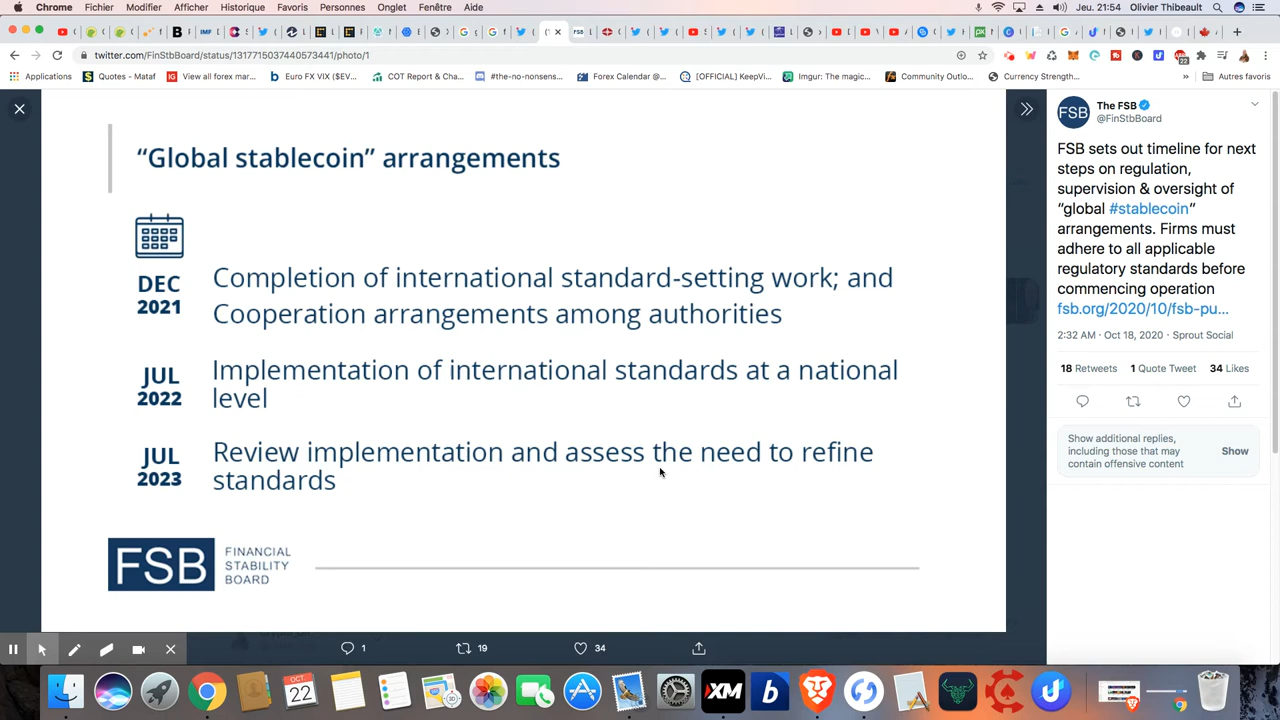 Chrome Fichier Modifier Afficher Historique Favoris Personnes Onglet Fenêtre Aide
Jeu. 21:54 Olivier Thibeault
twitter.com/FinStBoard/status/1317715037440573441/photo/1
Applications Quotes - Mataf View all forex mark... Euro FX VIX ($EV... COT Report & Cha... #the-no-nonsens... Forex Calendar @... [OFFICIAL] KeepVi... Imgur: The magic... Community Outlo... Currency Strength... » Autres favoris
“Global stablecoin” arrangements
DEC
2021
Completion of international standard-setting work; and
Cooperation arrangements among authorities
JUL
2022
Implementation of international standards at a national
level
JUL
2023
Review implementation and assess the need to refine
standards
FSB
FINANCIAL
STABILITY
BOARD
1 19 34
FSB
The FSB
@FinStbBoard
FSB sets out timeline for next
steps on regulation,
supervision & oversight of
“global #stablecoin”
arrangements. Firms must
adhere to all applicable
regulatory standards before
commencing operation
fsb.org/2020/10/fsb-pu...
2:32 AM · Oct 18, 2020 · Sprout Social
18 Retweets 1 Quote Tweet 34 Likes
Show additional replies,
including those that may
contain offensive content
Show
OCT.
22
XM
b